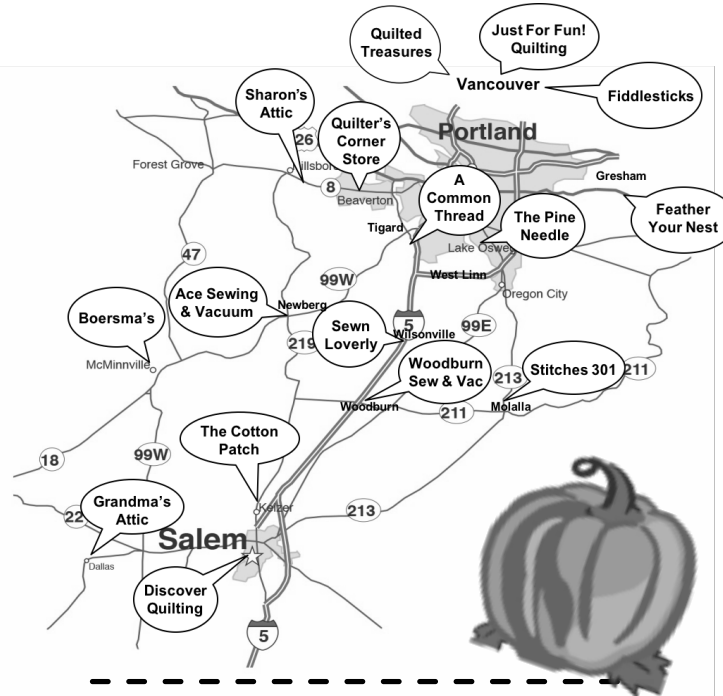 Just For Fun!
Quilting
Quilted
Treasures
Vancouver
Fiddlesticks
Sharon's
Attic
Quilter's
Corner
Store
Portland
26
Forest Grove
illsbor
8
Beaverton
A
Common
Thread
Gresham
Feather
Your Nest
Tigard
The Pine
Needle
Lake Oswe
47
99W
West Linn
Oregon City
Ace Sewing
& Vacuum
Newberg
Boersma's
219
Sewn
Loverly
5
Wilsonville
99E
McMinnville
Woodburn
Sew & Vac
213
Stitches 301
211
Woodburn
211
Molalla
The Cotton
Patch
18
99W
Grandma's
Attic
22
Keizer
213
Salem
Dallas
Discover
Quilting
5